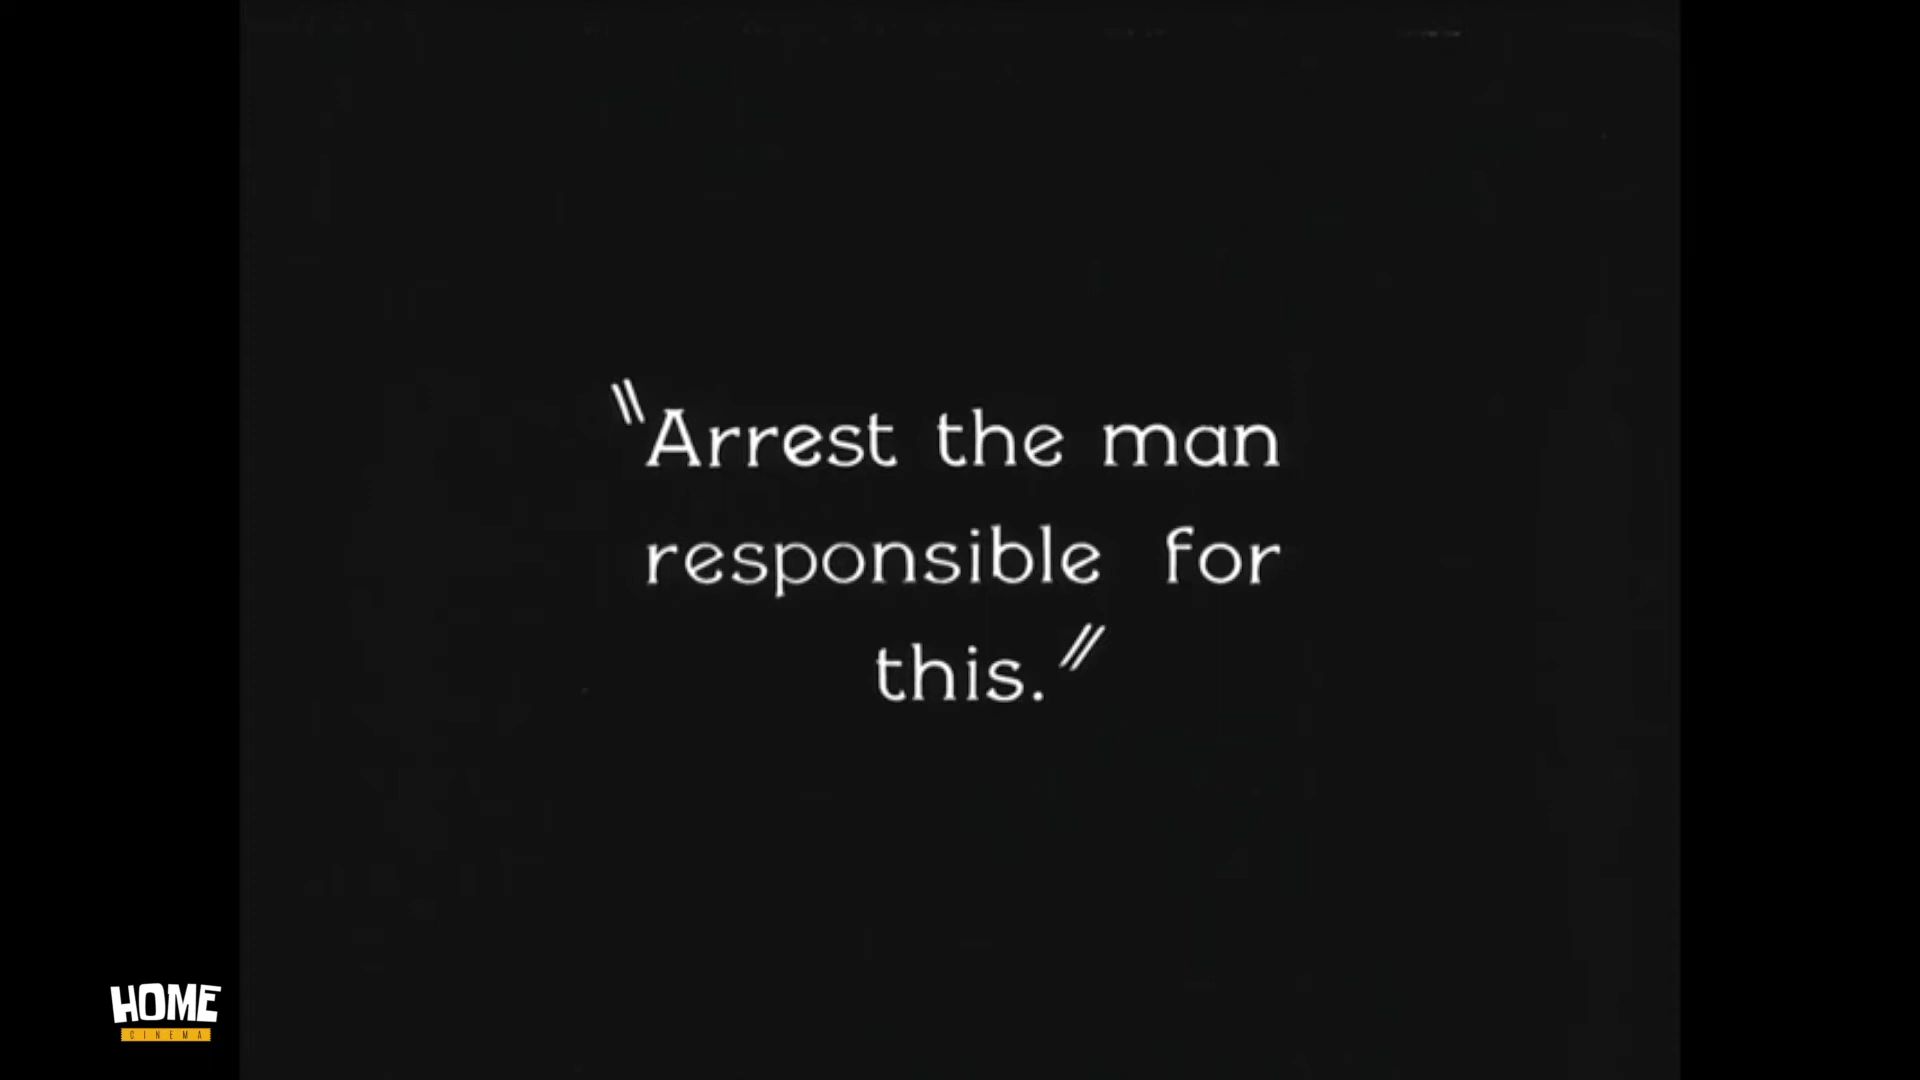 "Arrest the man
responsible for
this."
HOME
CINEMA